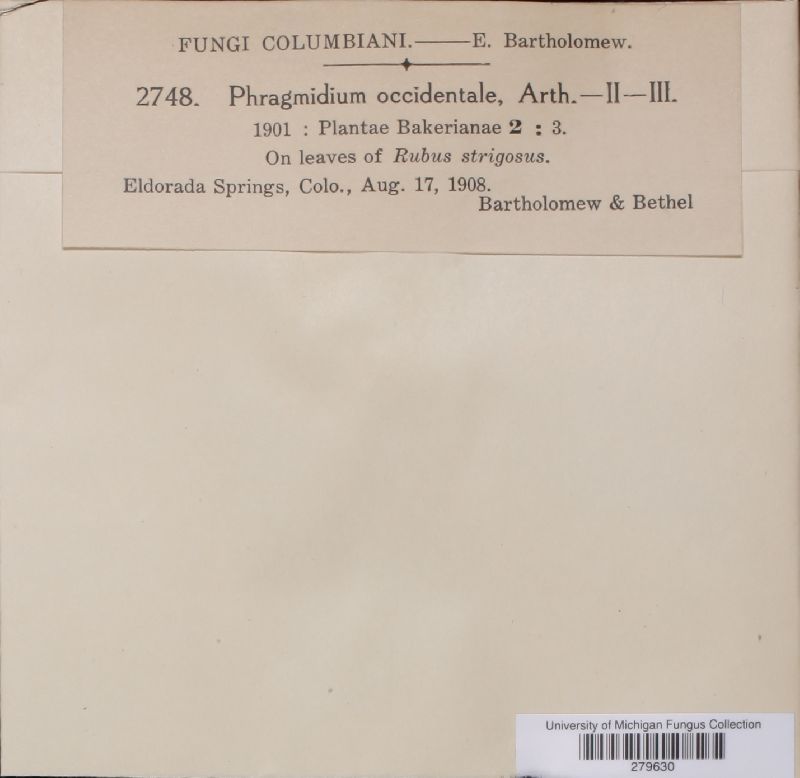 FUNGI COLUMBIANI.——E. Bartholomew.
2748. Phragmidium occidentale, Arth.—II—III.
1901 : Plantae Bakerianae 2 : 3.
On leaves of Rubus strigosus.
Eldorada Springs, Colo., Aug. 17, 1908.
Bartholomew & Bethel
University of Michigan Fungus Collection
279630